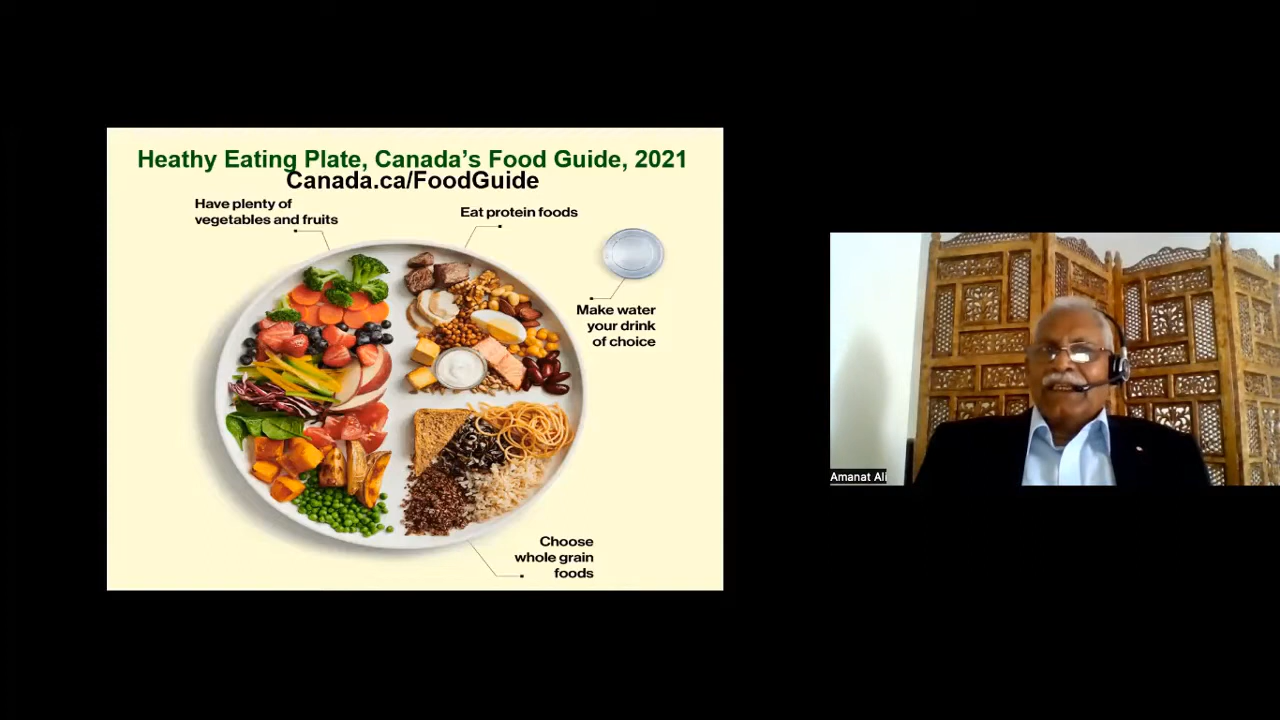 Heathy Eating Plate, Canada's Food Guide, 2021
Canada.ca/FoodGuide
Have plenty of
vegetables and fruits
Eat protein foods
Make water
your drink
of choice
Choose
whole grain
foods
Amanat Ali